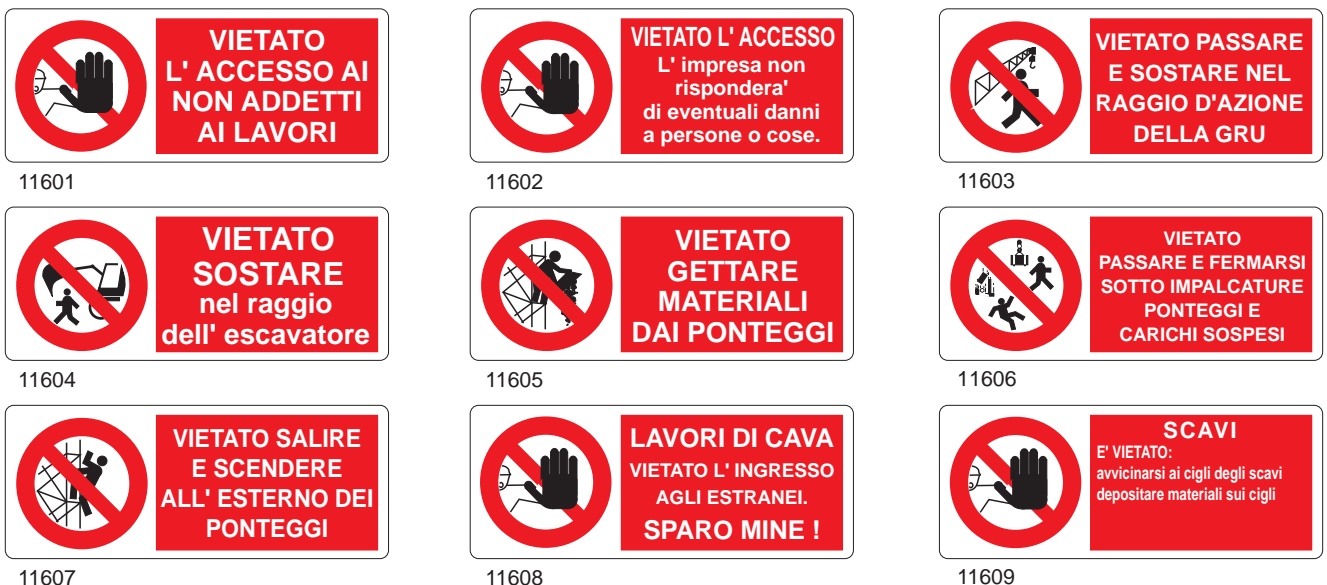 VIETATO
L' ACCESSO AI
NON ADDETTI
AI LAVORI
11601
VIETATO L' ACCESSO
L' impresa non
rispondera'
di eventuali danni
a persone o cose.
11602
VIETATO PASSARE
E SOSTARE NEL
RAGGIO D'AZIONE
DELLA GRU
11603
VIETATO
SOSTARE
nel raggio
dell' escavatore
11604
VIETATO
GETTARE
MATERIALI
DAI PONTEGGI
11605
VIETATO
PASSARE E FERMARSI
SOTTO IMPALCATURE
PONTEGGI E
CARICHI SOSPESI
11606
VIETATO SALIRE
E SCENDERE
ALL' ESTERNO DEI
PONTEGGI
11607
LAVORI DI CAVA
VIETATO L' INGRESSO
AGLI ESTRANEI.
SPARO MINE !
11608
SCAVI
E' VIETATO:
avvicinarsi ai cigli degli scavi
depositare materiali sui cigli
11609